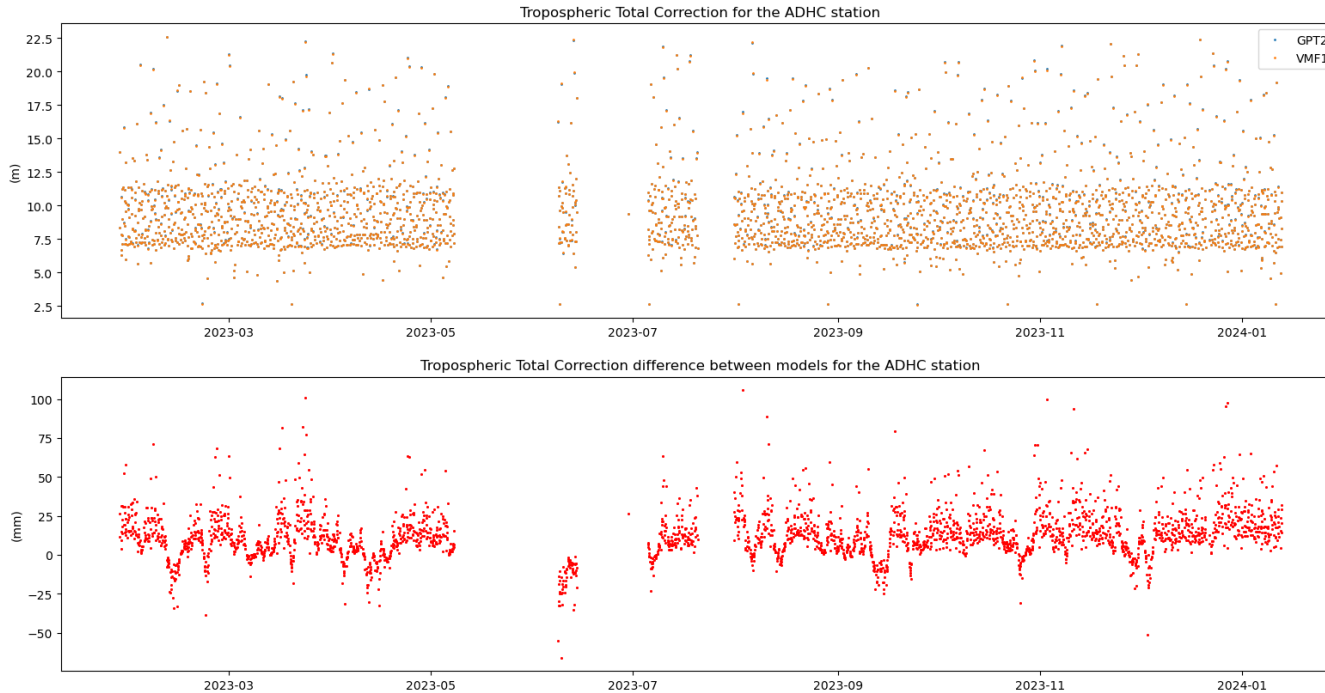 Tropospheric Total Correction for the ADHC station
GPT2
VMF1
(m)
22.5
20.0
17.5
15.0
12.5
10.0
7.5
5.0
2.5
2023-03 2023-05 2023-07 2023-09 2023-11 2024-01
Tropospheric Total Correction difference between models for the ADHC station
(mm)
100
75
50
25
0
−25
−50
2023-03 2023-05 2023-07 2023-09 2023-11 2024-01